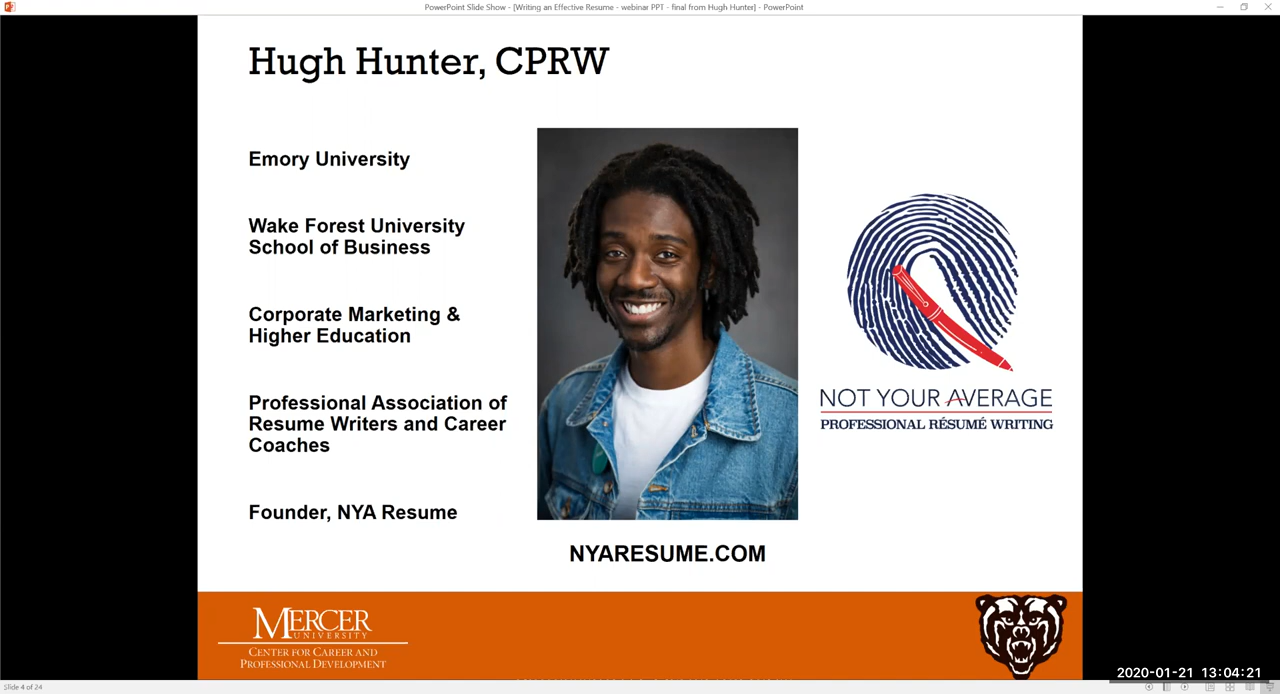 PowerPoint Slide Show - [Writing an Effective Resume - webinar PPT - final from Hugh Hunter] - PowerPoint
Hugh Hunter, CPRW
Emory University
Wake Forest University
School of Business
Corporate Marketing &
Higher Education
Professional Association of
Resume Writers and Career
Coaches
Founder, NYA Resume
NOT YOUR AVERAGE
PROFESSIONAL RÉSUMÉ WRITING
NYARESUME.COM
MERCER
UNIVERSITY
CENTER FOR CAREER AND
PROFESSIONAL DEVELOPMENT
2020-01-21 13:04:21
Slide 4 of 24